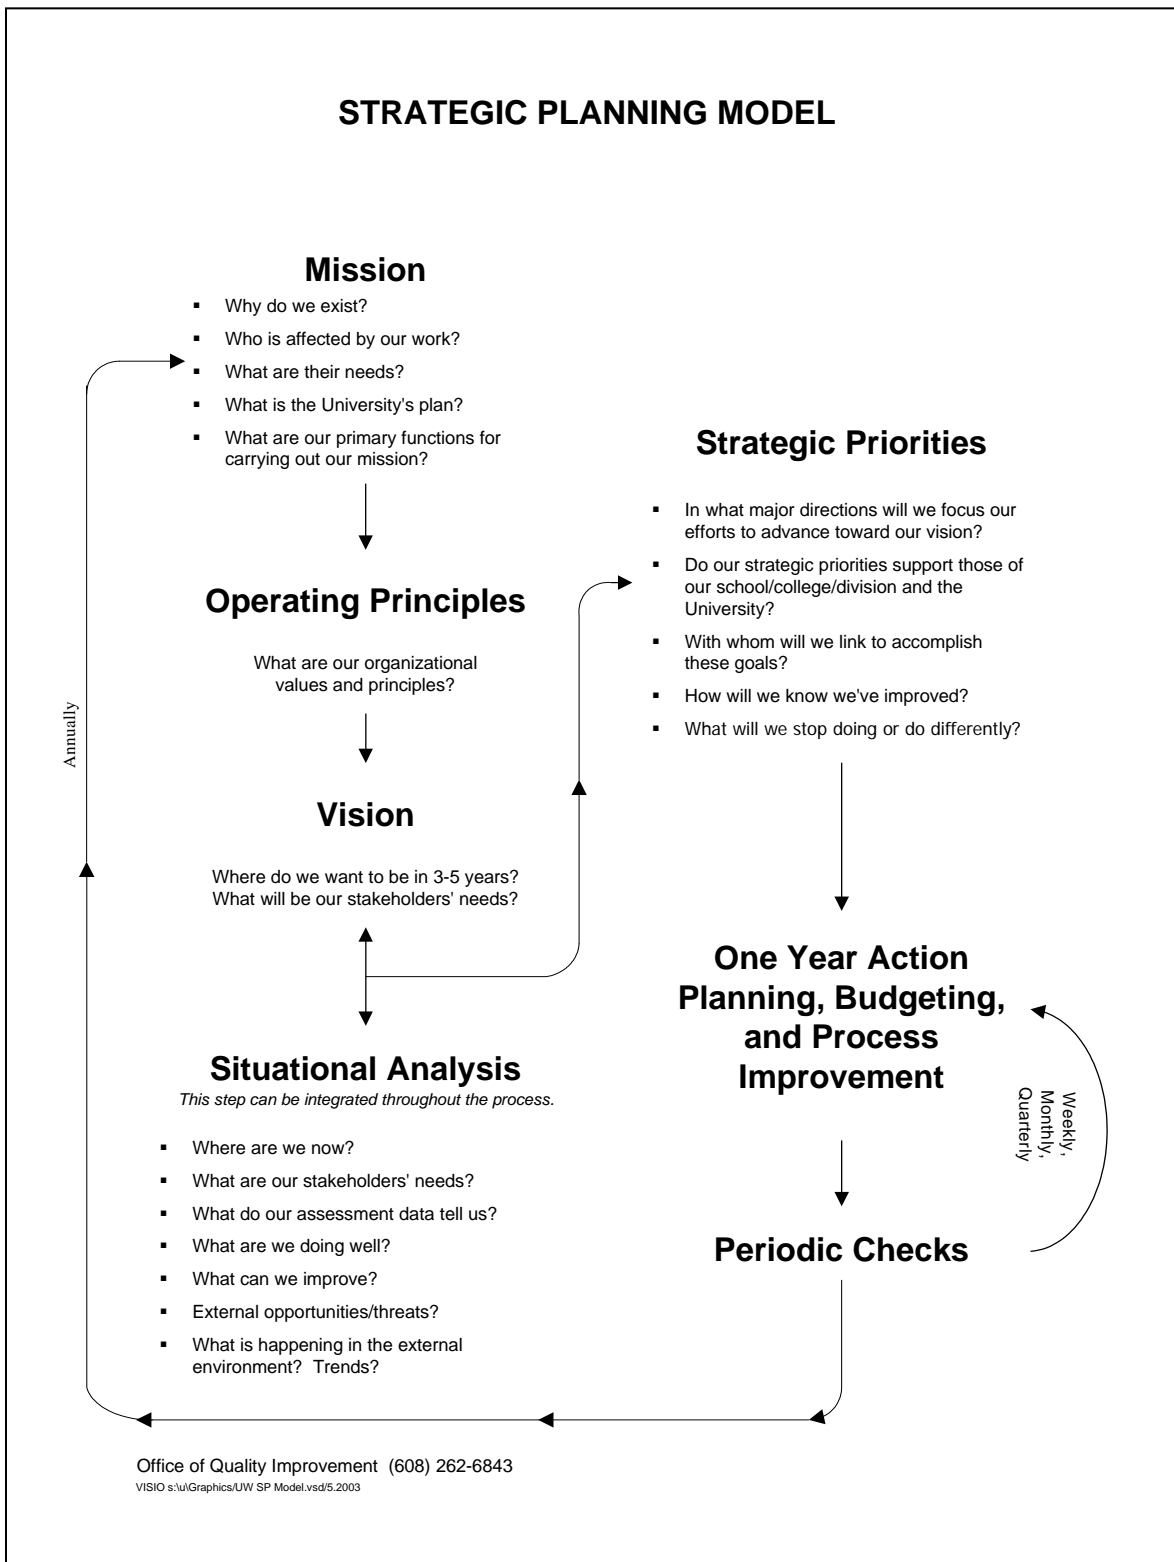 STRATEGIC PLANNING MODEL
Mission
▪ Why do we exist?
▪ Who is affected by our work?
▪ What are their needs?
▪ What is the University's plan?
▪ What are our primary functions for
carrying out our mission?
Operating Principles
What are our organizational
values and principles?
Vision
Where do we want to be in 3-5 years?
What will be our stakeholders' needs?
Situational Analysis
This step can be integrated throughout the process.
▪ Where are we now?
▪ What are our stakeholders' needs?
▪ What do our assessment data tell us?
▪ What are we doing well?
▪ What can we improve?
▪ External opportunities/threats?
▪ What is happening in the external
environment?  Trends?
Strategic Priorities
▪ In what major directions will we focus our
efforts to advance toward our vision?
▪ Do our strategic priorities support those of
our school/college/division and the
University?
▪ With whom will we link to accomplish
these goals?
▪ How will we know we've improved?
▪ What will we stop doing or do differently?
One Year Action
Planning, Budgeting,
and Process
Improvement
Weekly,
Monthly,
Quarterly
Periodic Checks
Annually
Office of Quality Improvement  (608) 262-6843
VISIO s:\u\Graphics/UW SP Model.vsd/5.2003